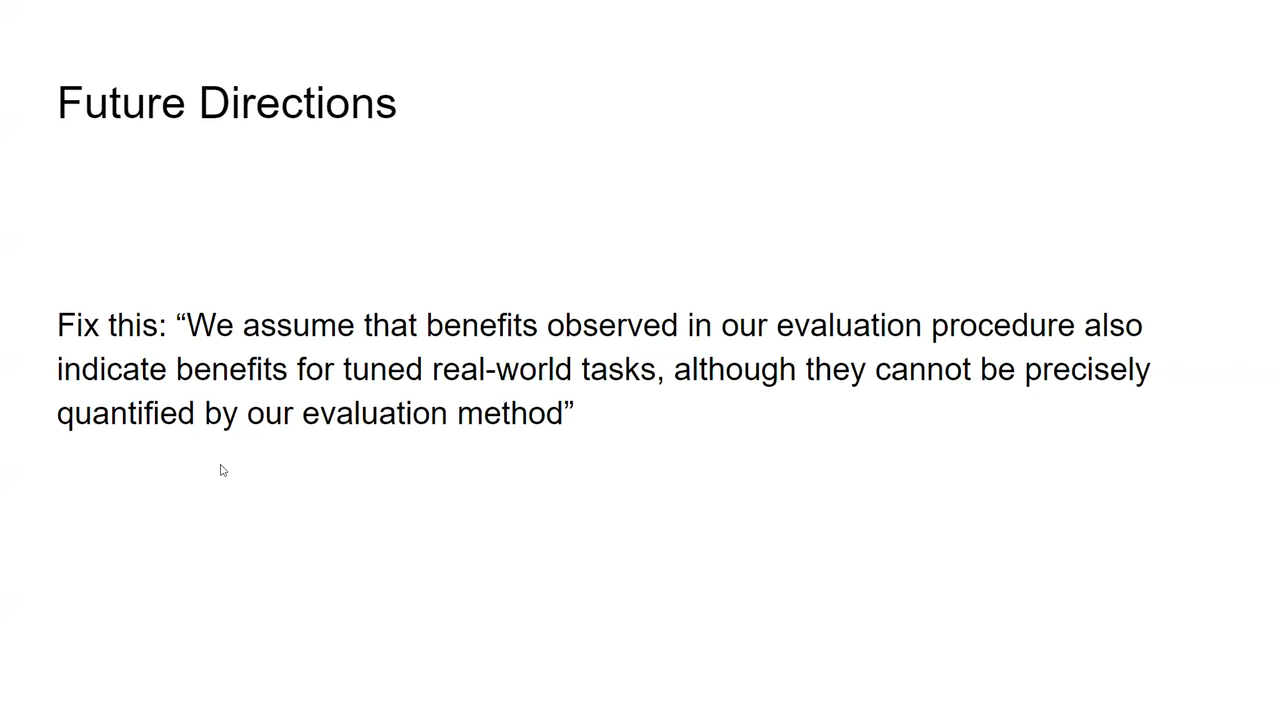 Future Directions
Fix this: “We assume that benefits observed in our evaluation procedure also
indicate benefits for tuned real-world tasks, although they cannot be precisely
quantified by our evaluation method”